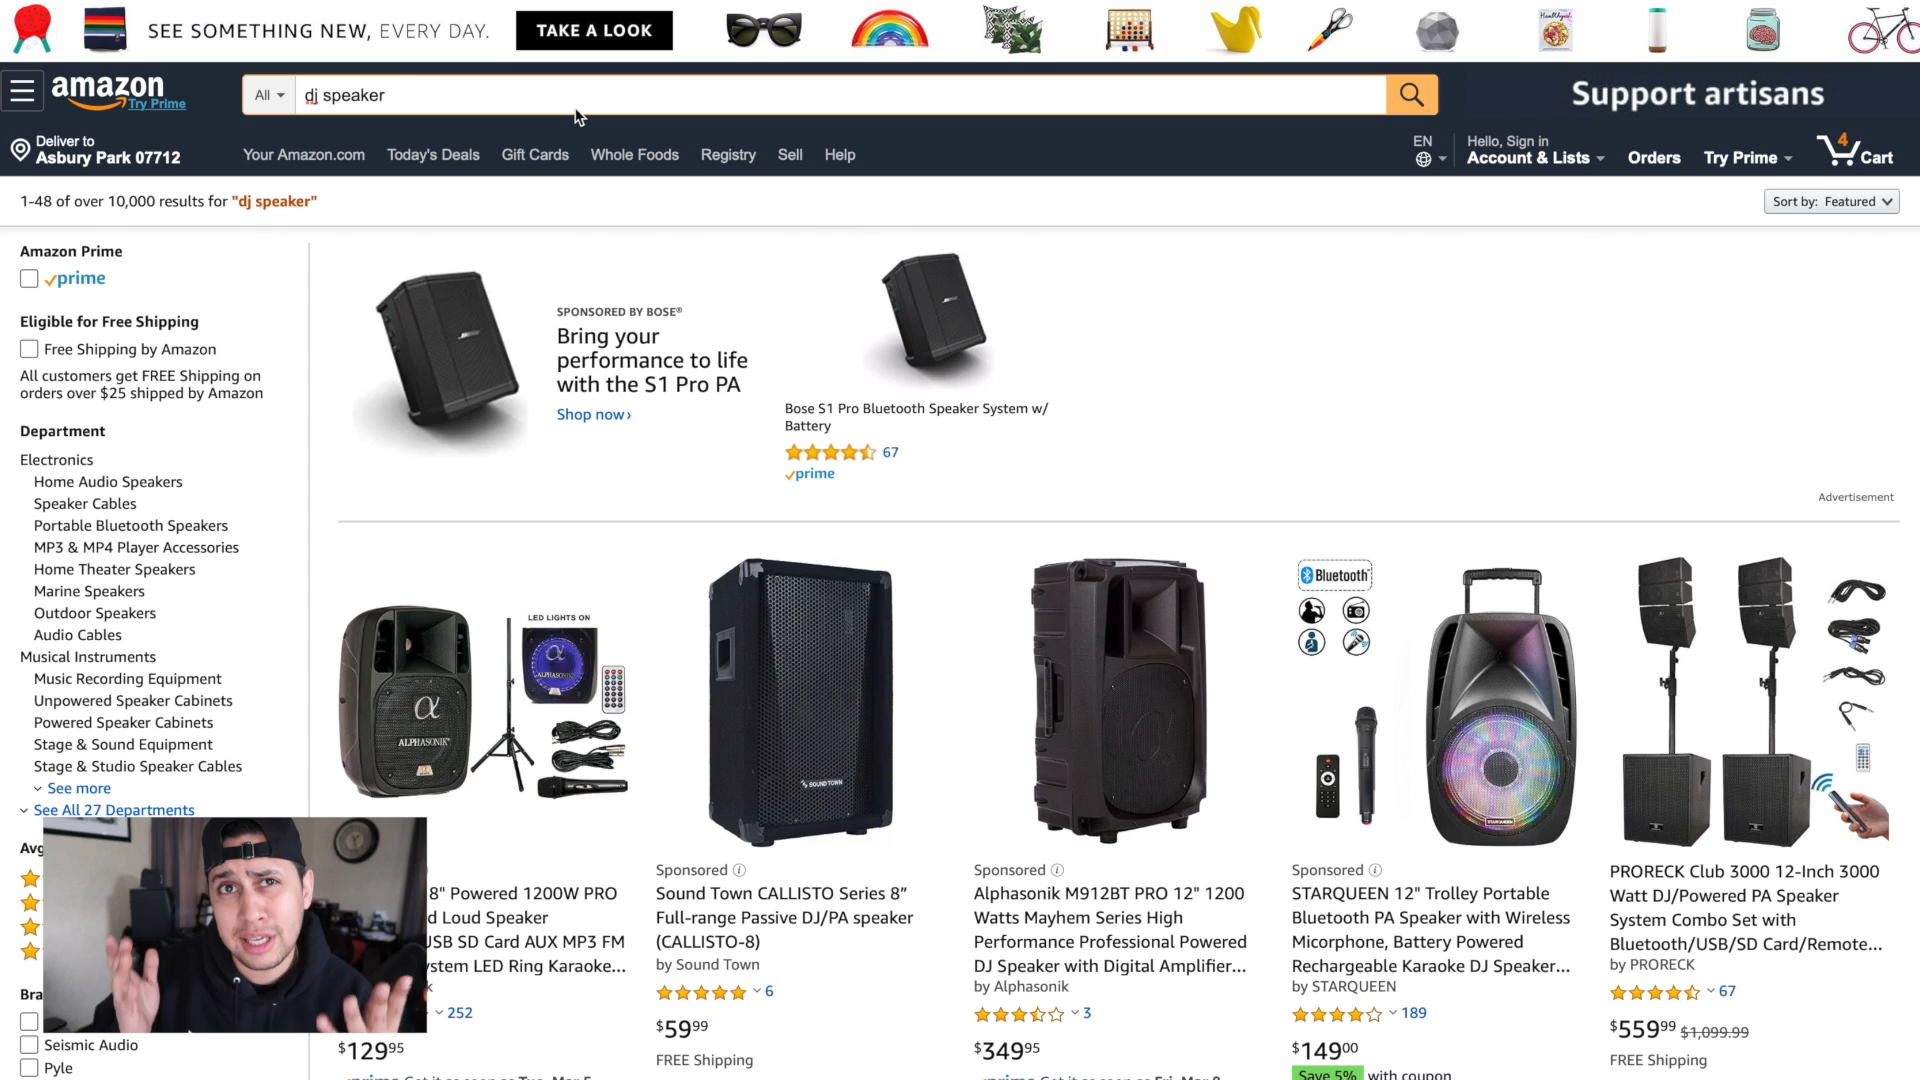 SEE SOMETHING NEW, EVERY DAY.
TAKE A LOOK
amazon
Try Prime
All
dj speaker
Support artisans
Deliver to
Asbury Park 07712
Your Amazon.com
Today's Deals
Gift Cards
Whole Foods
Registry
Sell
Help
EN
Hello, Sign in
Account & Lists
Orders
Try Prime
4
Cart
1-48 of over 10,000 results for "dj speaker"
Sort by: Featured
Amazon Prime
prime
Eligible for Free Shipping
Free Shipping by Amazon
All customers get FREE Shipping on
orders over $25 shipped by Amazon
Department
Electronics
Home Audio Speakers
Speaker Cables
Portable Bluetooth Speakers
MP3 & MP4 Player Accessories
Home Theater Speakers
Marine Speakers
Outdoor Speakers
Audio Cables
Musical Instruments
Music Recording Equipment
Unpowered Speaker Cabinets
Powered Speaker Cabinets
Stage & Sound Equipment
Stage & Studio Speaker Cables
See more
See All 27 Departments
Avg
Bra
Seismic Audio
Pyle
SPONSORED BY BOSE®
Bring your
performance to life
with the S1 Pro PA
Shop now›
Bose S1 Pro Bluetooth Speaker System w/
Battery
67
prime
Advertisement
LED LIGHTS ON
ALPHASONIK
ALPHASONIK
8" Powered 1200W PRO
d Loud Speaker
USB SD Card AUX MP3 FM
ystem LED Ring Karaoke...
k
252
$129.95
SOUND TOWN
Sponsored
Sound Town CALLISTO Series 8”
Full-range Passive DJ/PA speaker
(CALLISTO-8)
by Sound Town
6
$59.99
FREE Shipping
Sponsored
Alphasonik M912BT PRO 12" 1200
Watts Mayhem Series High
Performance Professional Powered
DJ Speaker with Digital Amplifier...
by Alphasonik
3
$349.95
Bluetooth
STARQUEEN
Sponsored
STARQUEEN 12" Trolley Portable
Bluetooth PA Speaker with Wireless
Micorphone, Battery Powered
Rechargeable Karaoke DJ Speaker...
by STARQUEEN
189
$149.00
Save 5% with coupon
PRORECK Club 3000 12-Inch 3000
Watt DJ/Powered PA Speaker
System Combo Set with
Bluetooth/USB/SD Card/Remote...
by PRORECK
67
$559.99 $1,099.99
FREE Shipping